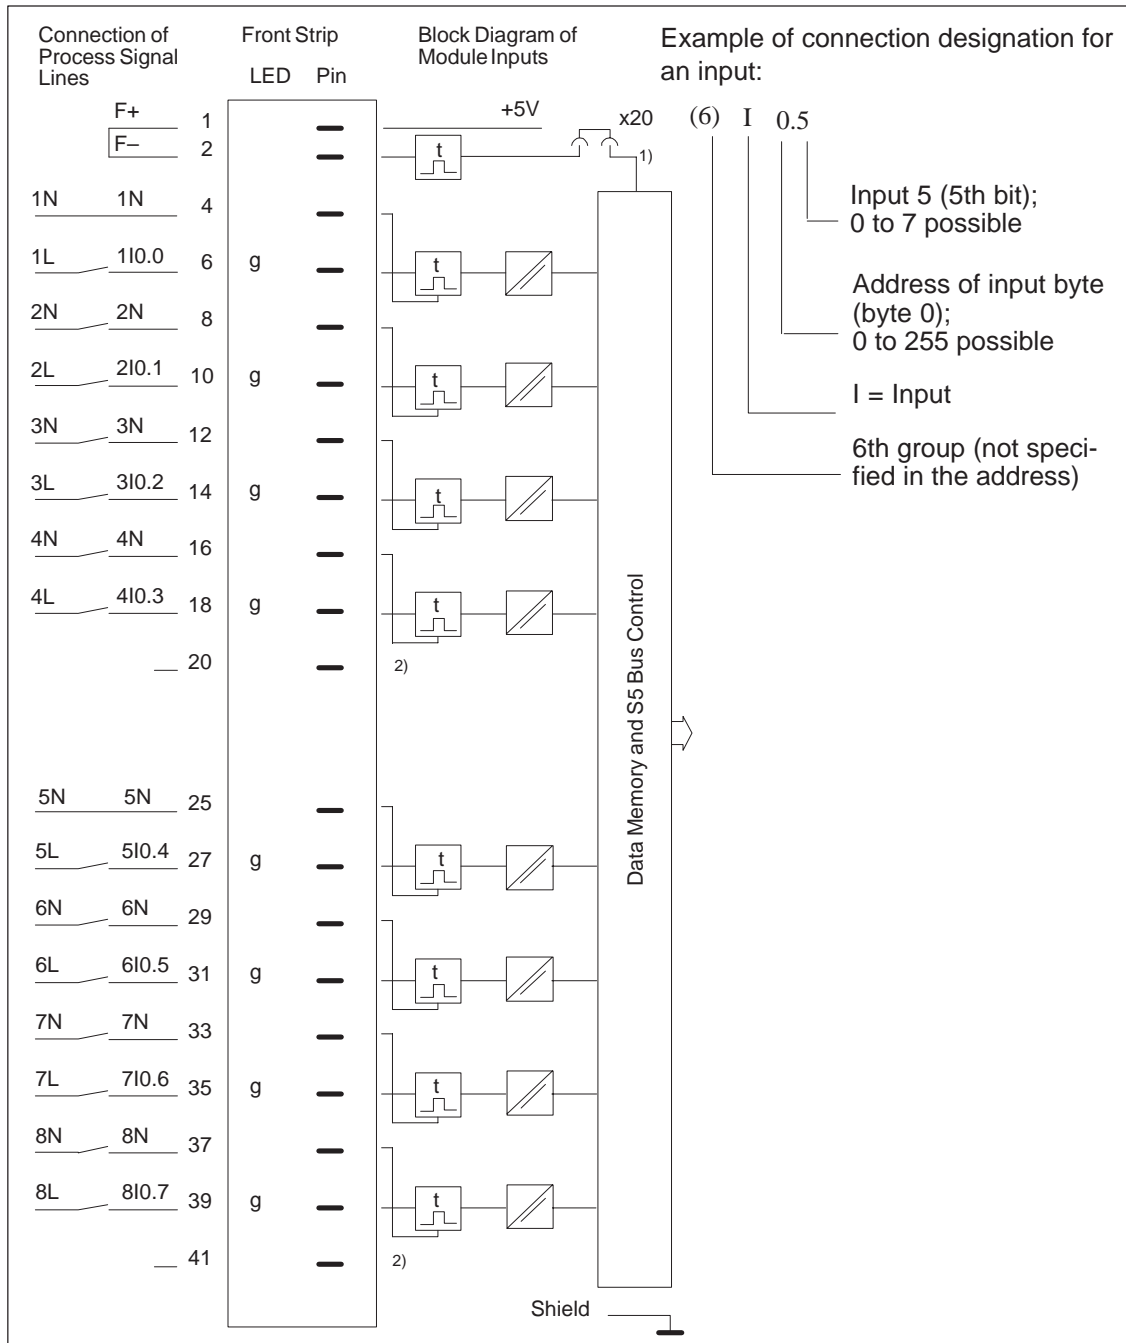 Connection of
Process Signal
Lines
Front Strip
LED Pin
Block Diagram of
Module Inputs
Example of connection designation for
an input:
F+ 1 +5V x20 (6) I 0.5
F– 2 t 1)
Input 5 (5th bit);
0 to 7 possible
Address of input byte
(byte 0);
0 to 255 possible
I = Input
6th group (not speci-
fied in the address)
1N 1N 4
1L 1I0.0 6 g t
2N 2N 8
2L 2I0.1 10 g t
3N 3N 12
3L 3I0.2 14 g t
4N 4N 16
4L 4I0.3 18 g t
20 2)
Data Memory and S5 Bus Control
5N 5N 25
5L 5I0.4 27 g t
6N 6N 29
6L 6I0.5 31 g t
7N 7N 33
7L 7I0.6 35 g t
8N 8N 37
8L 8I0.7 39 g t
41 2)
Shield